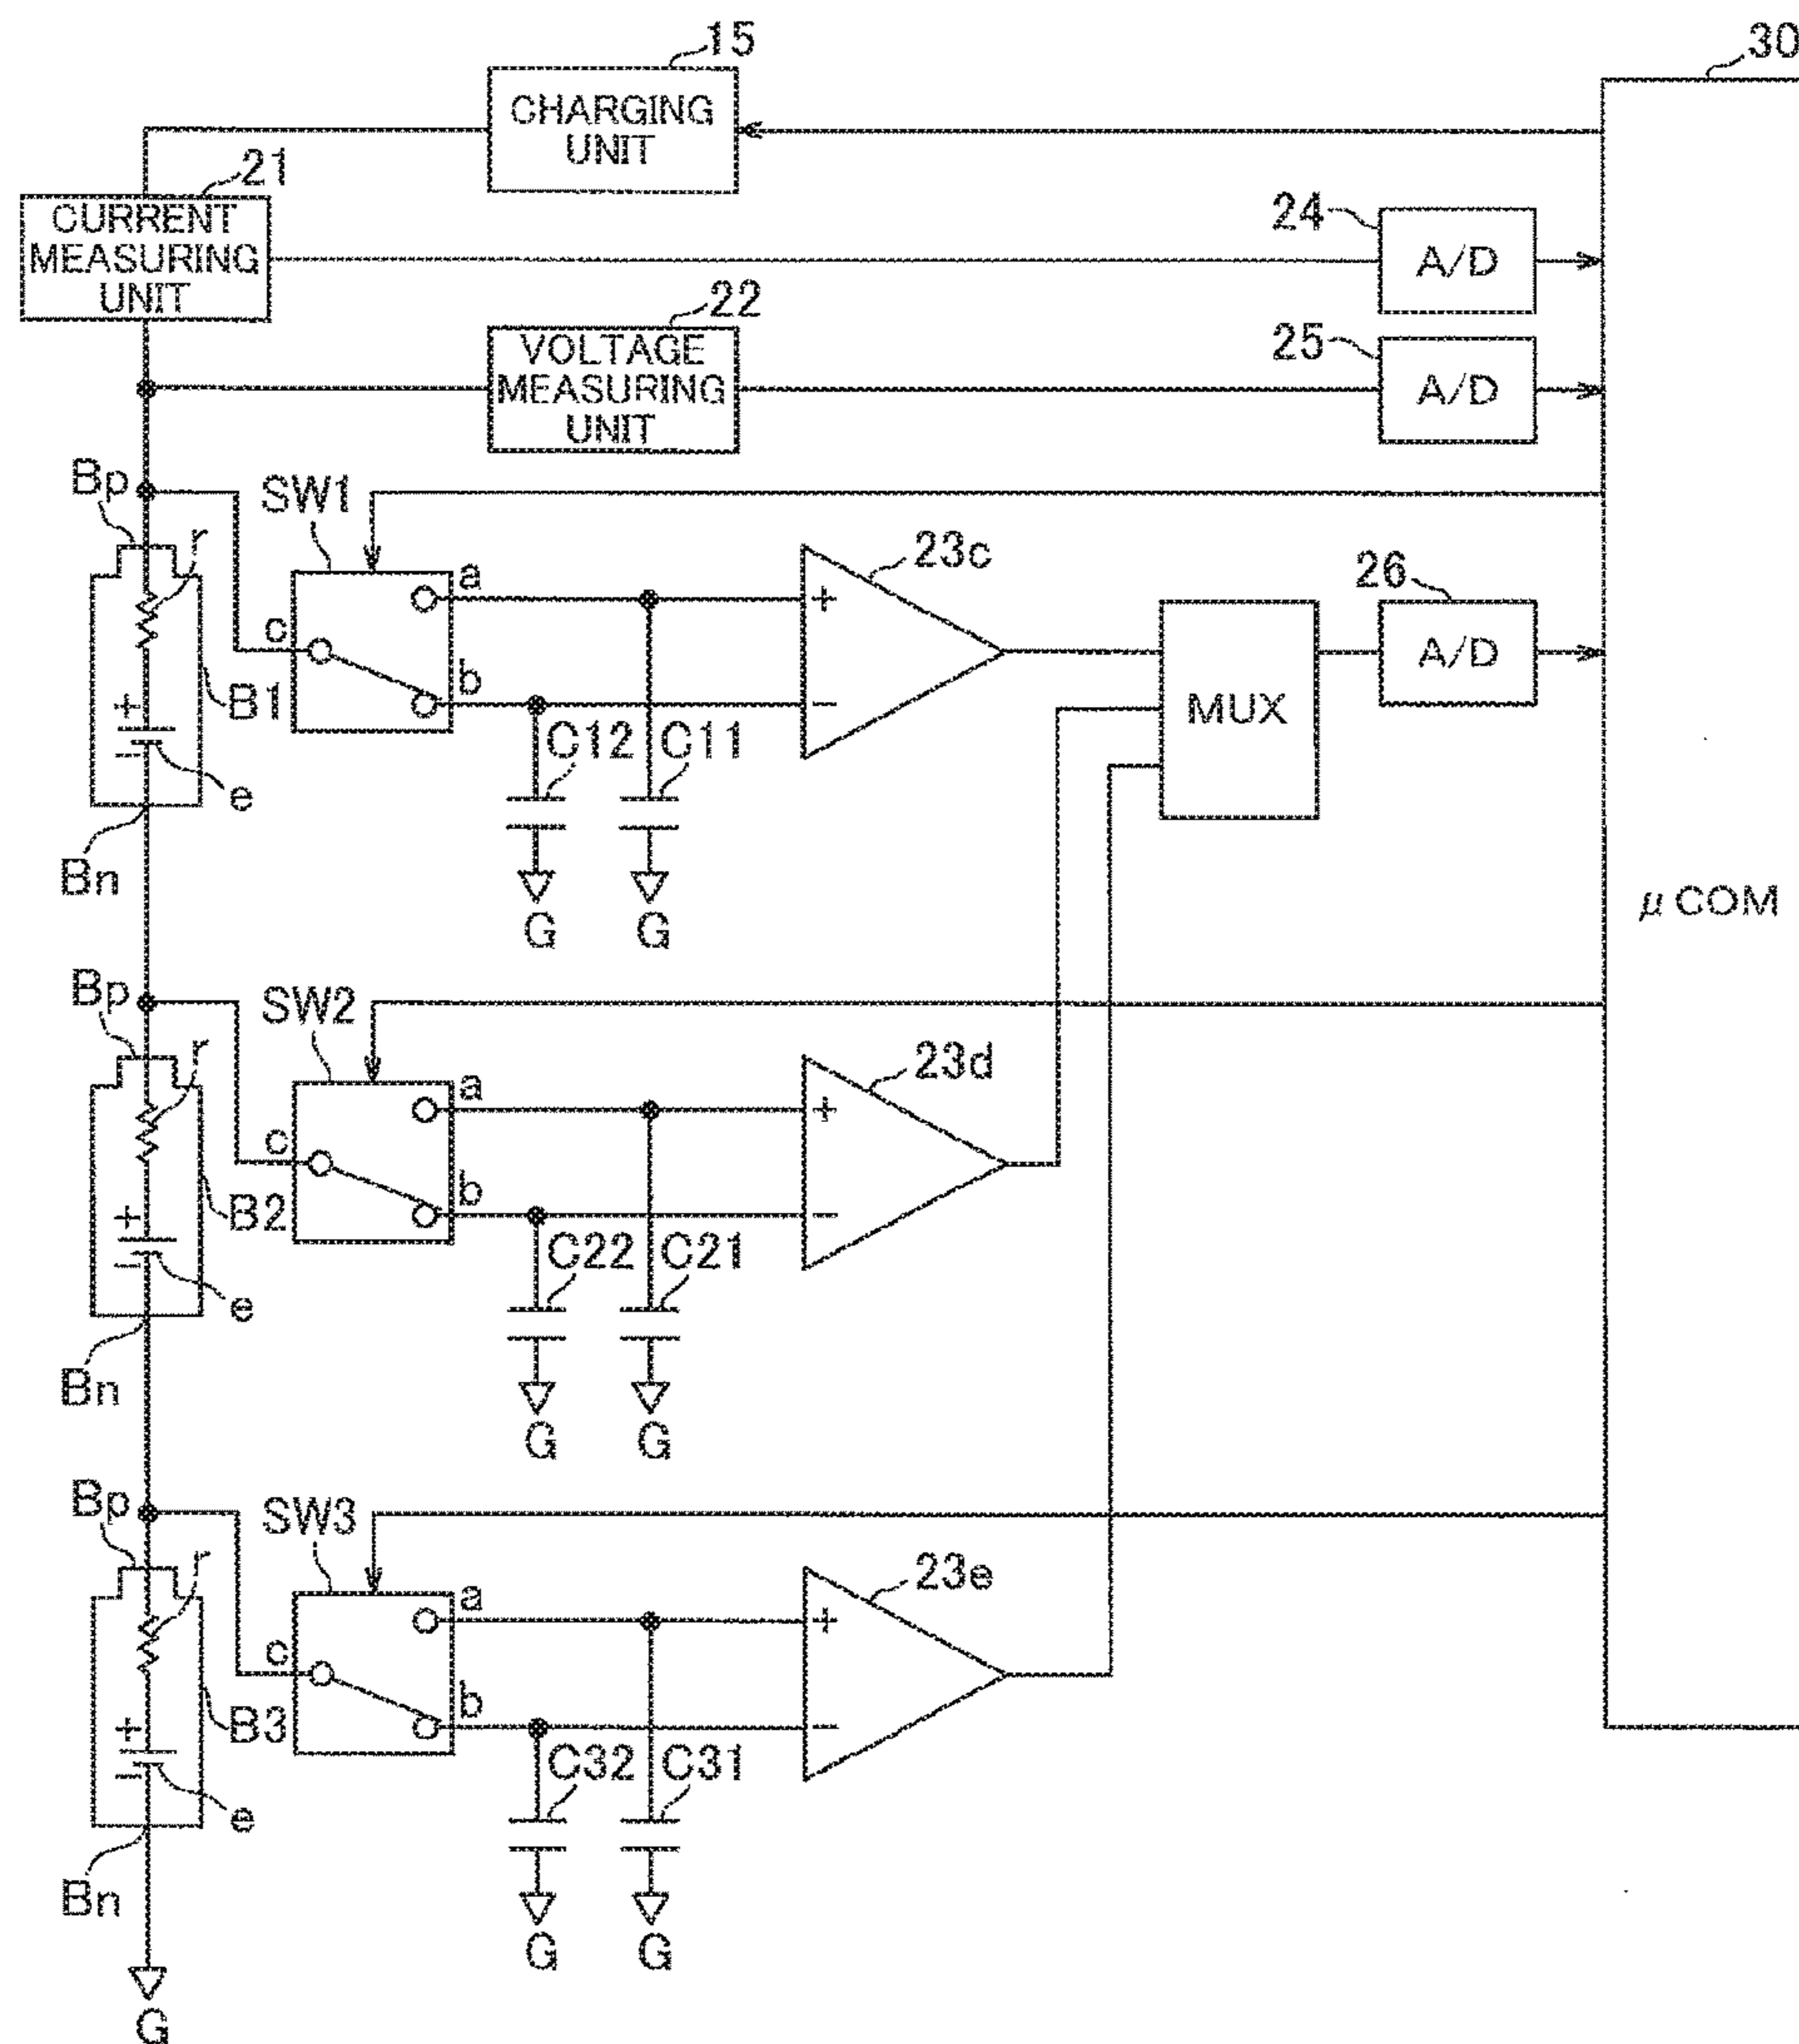 15
30
CHARGING
UNIT
21
CURRENT
MEASURING
UNIT
24
A/D
22
VOLTAGE
MEASURING
UNIT
25
A/D
Bp
SW1
r
a
c
b
+
−
23c
26
A/D
MUX
B1
+
−
e
C12
C11
Bn
G
G
μCOM
Bp
SW2
r
a
c
b
+
−
23d
B2
+
−
e
C22
C21
Bn
G
G
Bp
SW3
r
a
c
b
+
−
23e
B3
+
−
e
C32
C31
Bn
G
G
G